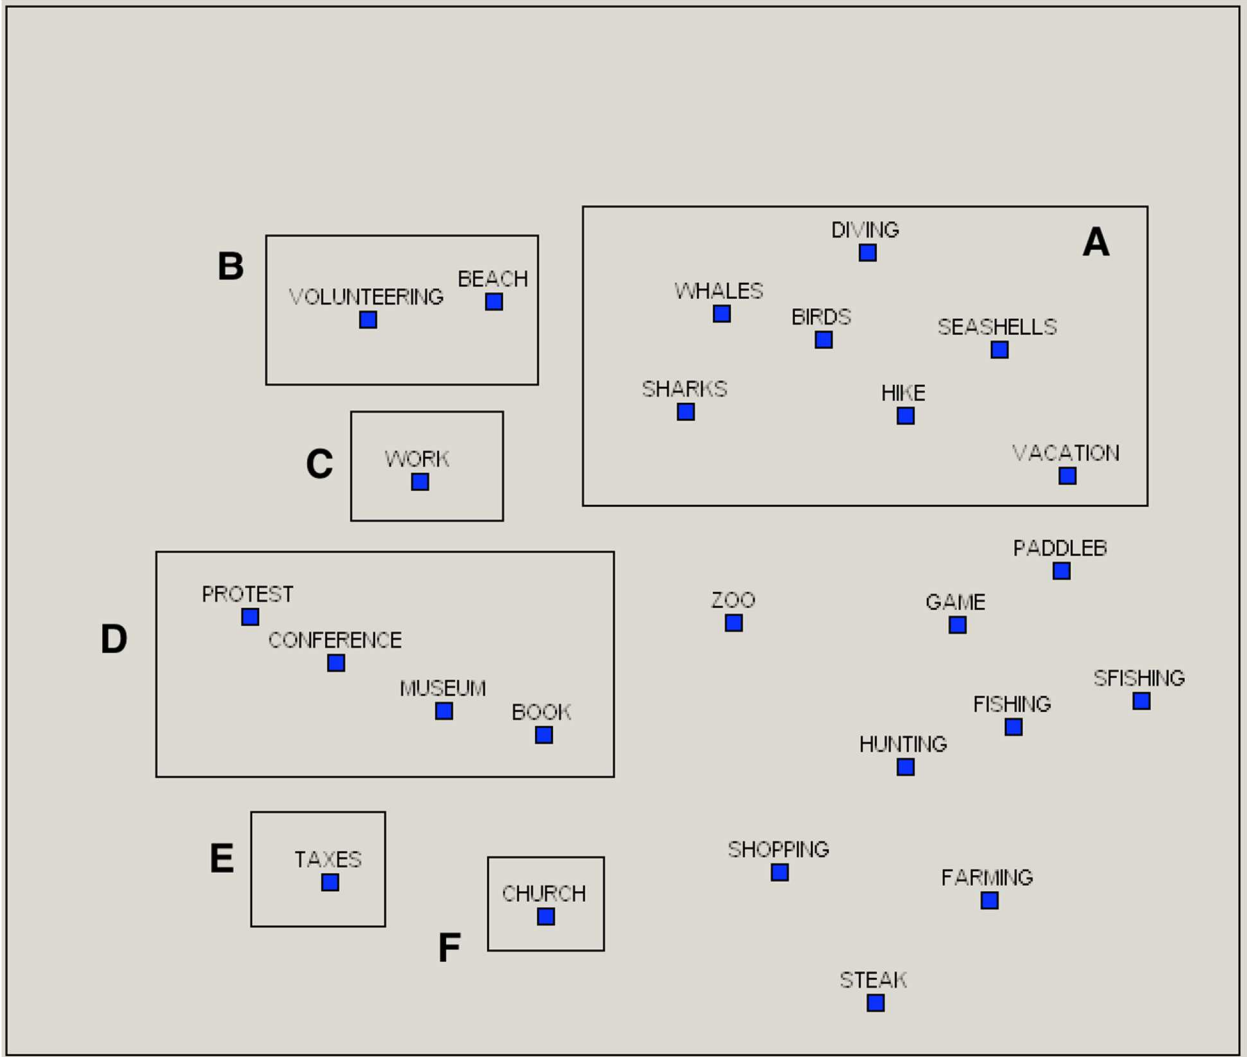 DIVING
A
B
BEACH
WHALES
VOLUNTEERING
BIRDS
SEASHELLS
SHARKS
HIKE
C
WORK
VACATION
PADDLEB
PROTEST
ZOO
GAME
D
CONFERENCE
SFISHING
MUSEUM
FISHING
BOOK
HUNTING
E
TAXES
SHOPPING
FARMING
CHURCH
F
STEAK